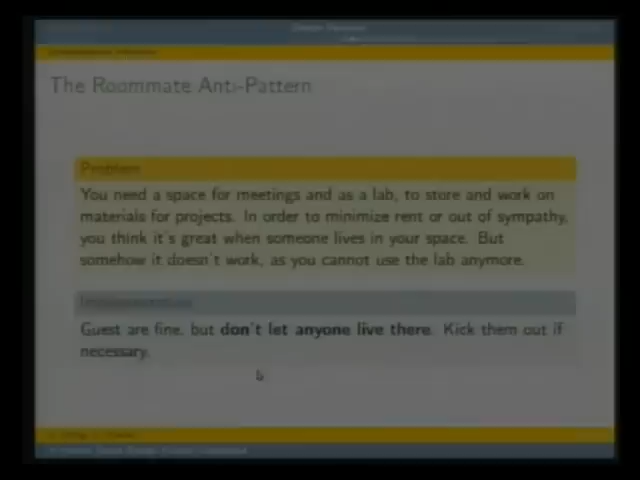 The Roommate Anti-Pattern
Problem
You need a space for meetings and as a lab, to store and work on
materials for projects. In order to minimize rent or out of sympathy,
you think it's great when someone lives in your space. But
somehow it doesn't work, as you cannot use the lab anymore.
Implementation
Guest are fine, but don't let anyone live there. Kick them out if
necessary.